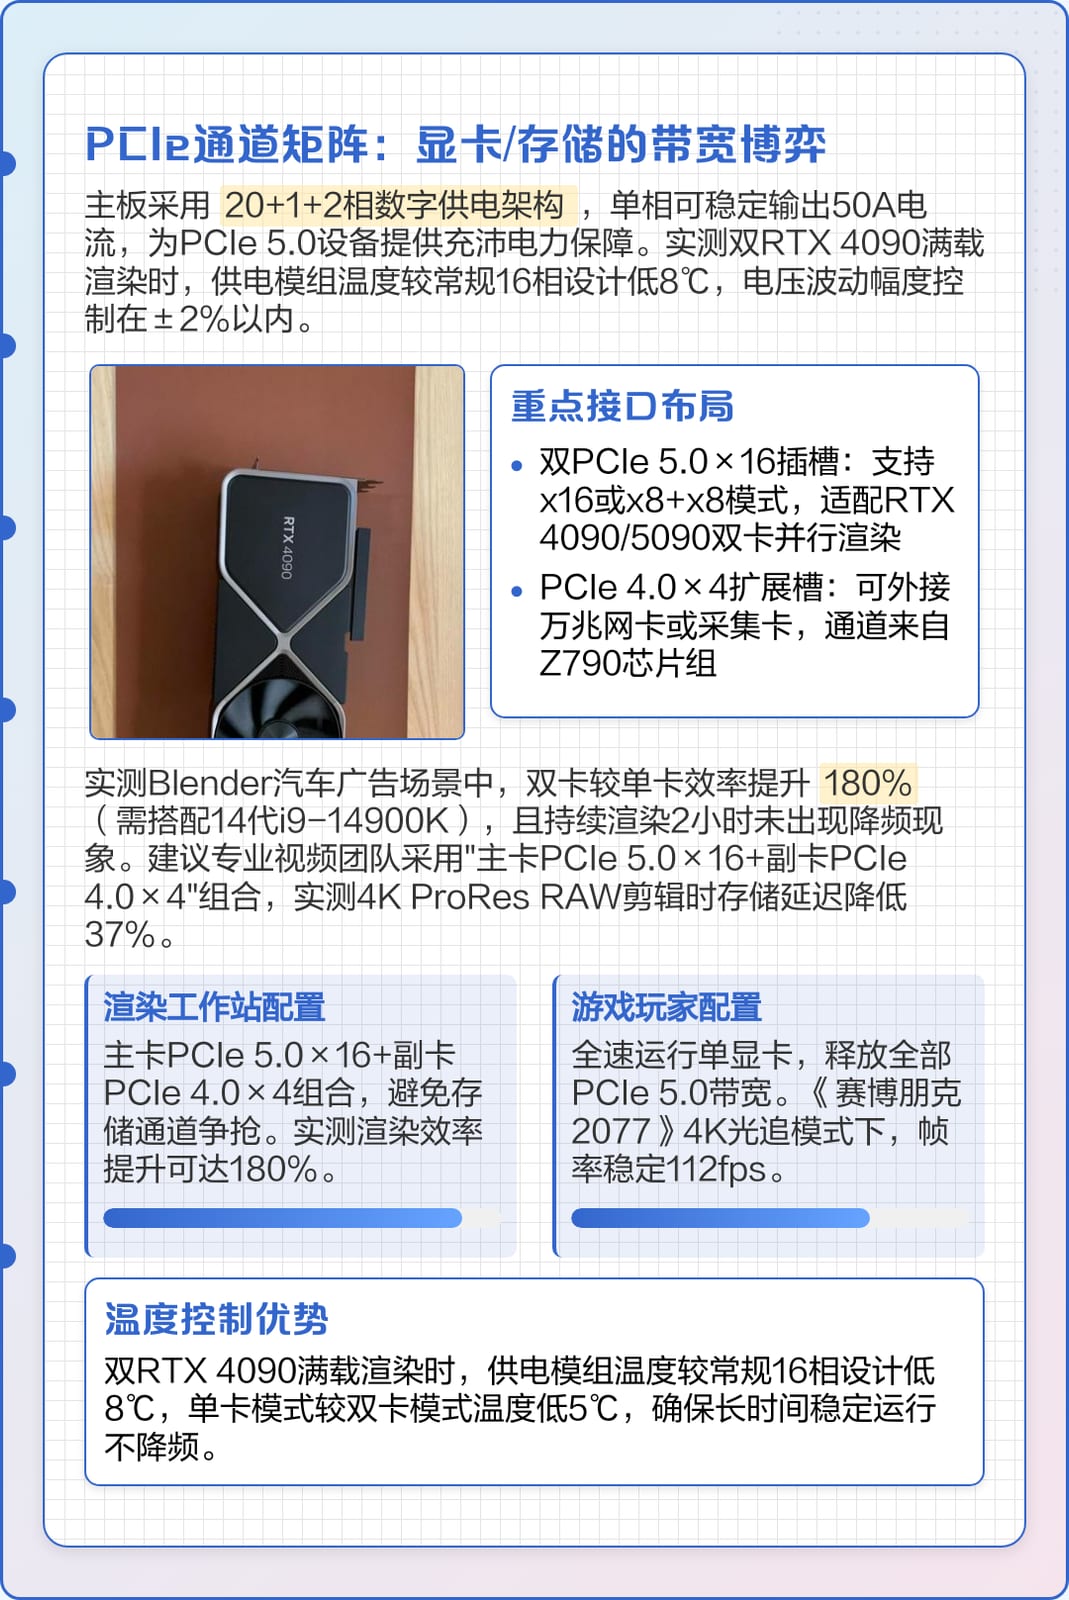 PCIe通道矩阵：显卡/存储的带宽博弈
主板采用 20+1+2相数字供电架构 ，单相可稳定输出50A电
流，为PCIe 5.0设备提供充沛电力保障。实测双RTX 4090满载
渲染时，供电模组温度较常规16相设计低8℃，电压波动幅度控
制在±2%以内。
RTX 4090
重点接口布局
双PCIe 5.0×16插槽：支持
x16或x8+x8模式，适配RTX
4090/5090双卡并行渲染
PCIe 4.0×4扩展槽：可外接
万兆网卡或采集卡，通道来自
Z790芯片组
实测Blender汽车广告场景中，双卡较单卡效率提升 180%
（需搭配14代i9-14900K），且持续渲染2小时未出现降频现
象。建议专业视频团队采用"主卡PCIe 5.0×16+副卡PCIe
4.0×4"组合，实测4K ProRes RAW剪辑时存储延迟降低
37%。
渲染工作站配置
主卡PCIe 5.0×16+副卡
PCIe 4.0×4组合，避免存
储通道争抢。实测渲染效率
提升可达180%。
游戏玩家配置
全速运行单显卡，释放全部
PCIe 5.0带宽。《赛博朋克
2077》4K光追模式下，帧
率稳定112fps。
温度控制优势
双RTX 4090满载渲染时，供电模组温度较常规16相设计低
8℃，单卡模式较双卡模式温度低5℃，确保长时间稳定运行
不降频。